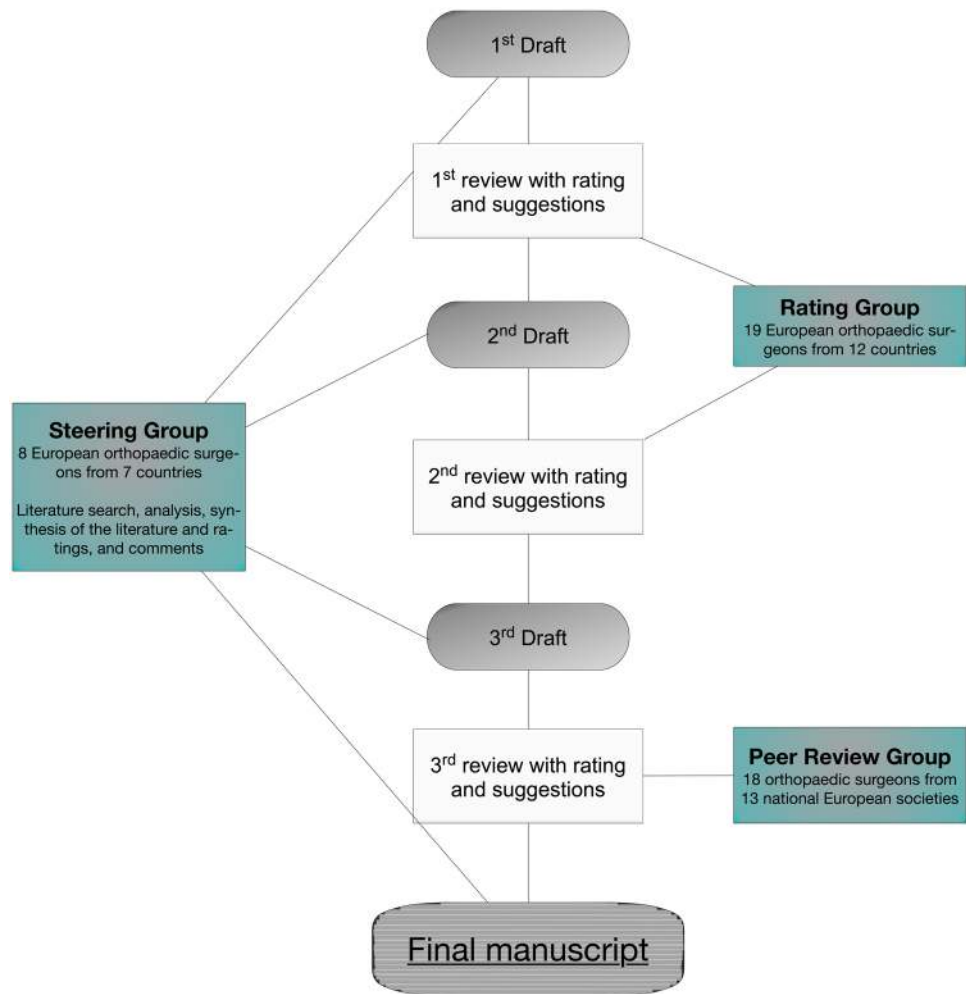 1st Draft
1st review with rating
and suggestions
Rating Group
19 European orthopaedic sur-
geons from 12 countries
2nd Draft
Steering Group
8 European orthopaedic surge-
ons from 7 countries
Literature search, analysis, syn-
thesis of the literature and ra-
tings, and comments
2nd review with rating
and suggestions
3rd Draft
3rd review with rating
and suggestions
Peer Review Group
18 orthopaedic surgeons from
13 national European societies
Final manuscript